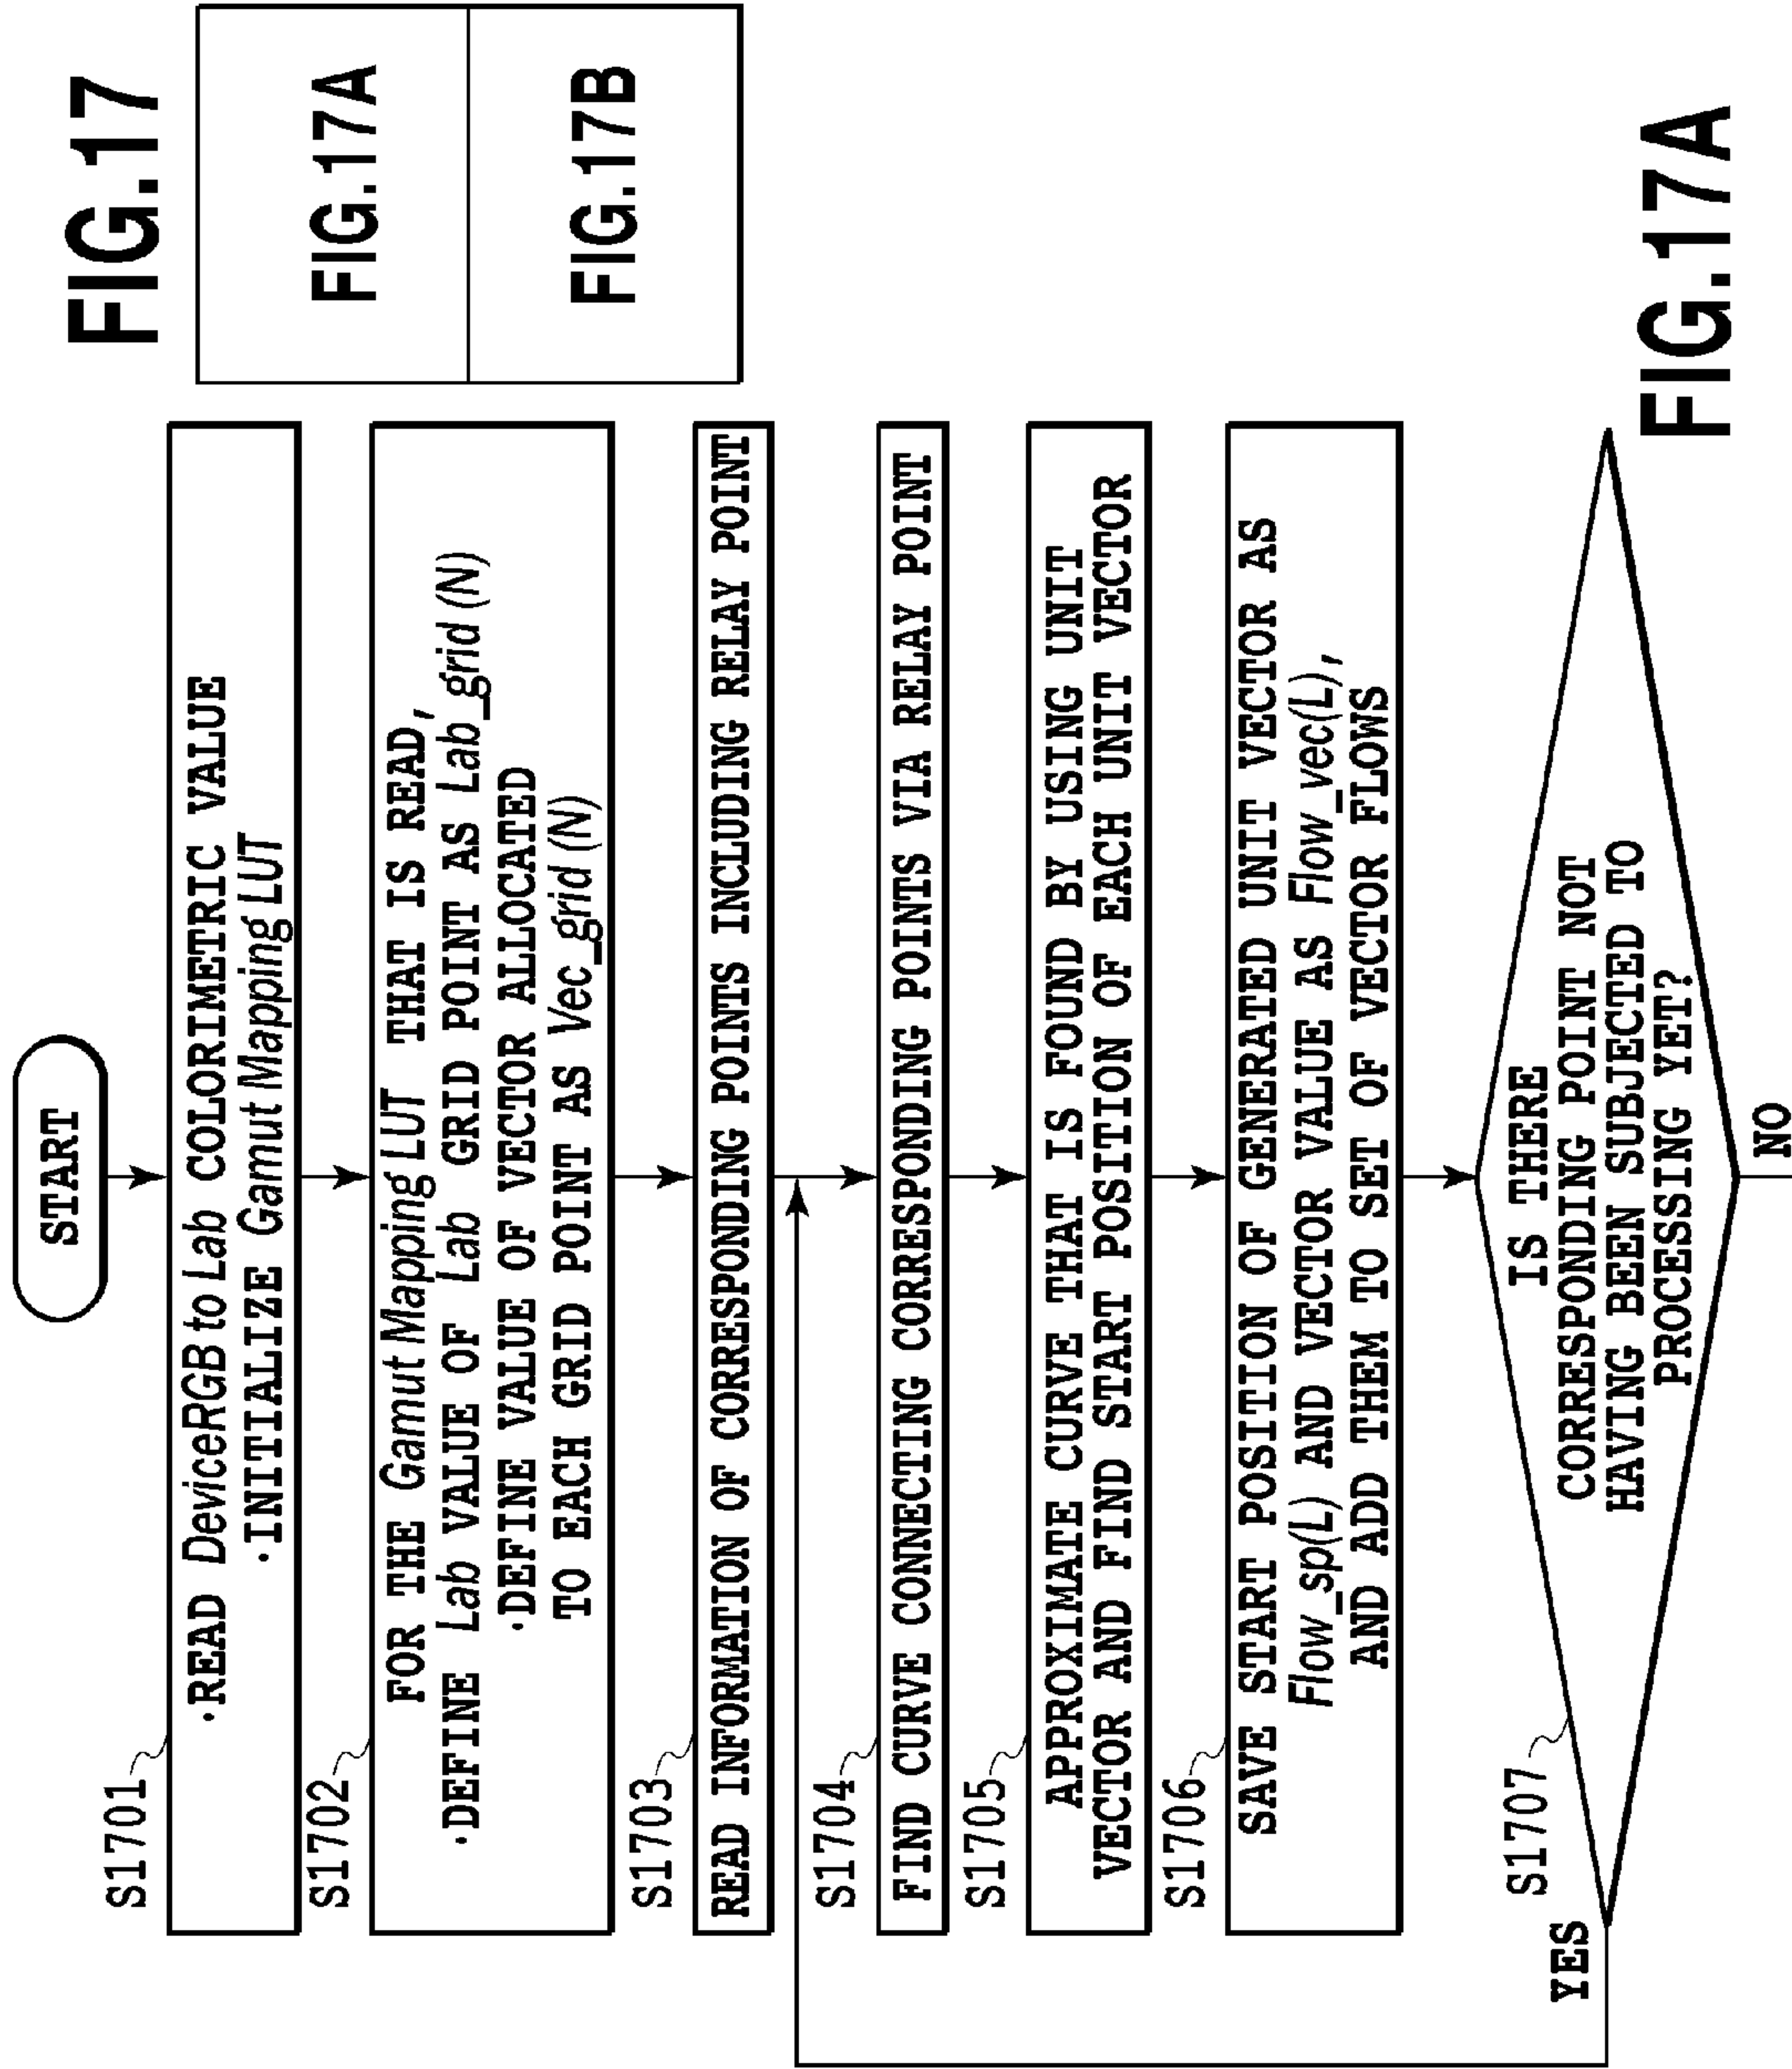 FIG.17
FIG.17A
FIG.17B
START
S1701
·READ DeviceRGB to Lab COLORIMETRIC VALUE
·INITIALIZE Gamut Mapping LUT
S1702
FOR THE Gamut Mapping LUT THAT IS READ,
·DEFINE Lab VALUE OF Lab GRID POINT AS Lab_grid (N)
·DEFINE VALUE OF VECTOR ALLOCATED
TO EACH GRID POINT AS Vec_grid (N)
S1703
READ INFORMATION OF CORRESPONDING POINTS INCLUDING RELAY POINT
S1704
FIND CURVE CONNECTING CORRESPONDING POINTS VIA RELAY POINT
S1705
APPROXIMATE CURVE THAT IS FOUND BY USING UNIT
VECTOR AND FIND START POSITION OF EACH UNIT VECTOR
S1706
SAVE START POSITION OF GENERATED UNIT VECTOR AS
Flow_sp(L) AND VECTOR VALUE AS Flow_vec(L),
AND ADD THEM TO SET OF VECTOR FLOWS
S1707
IS THERE
CORRESPONDING POINT NOT
HAVING BEEN SUBJECTED TO
PROCESSING YET?
YES
NO
FIG.17A